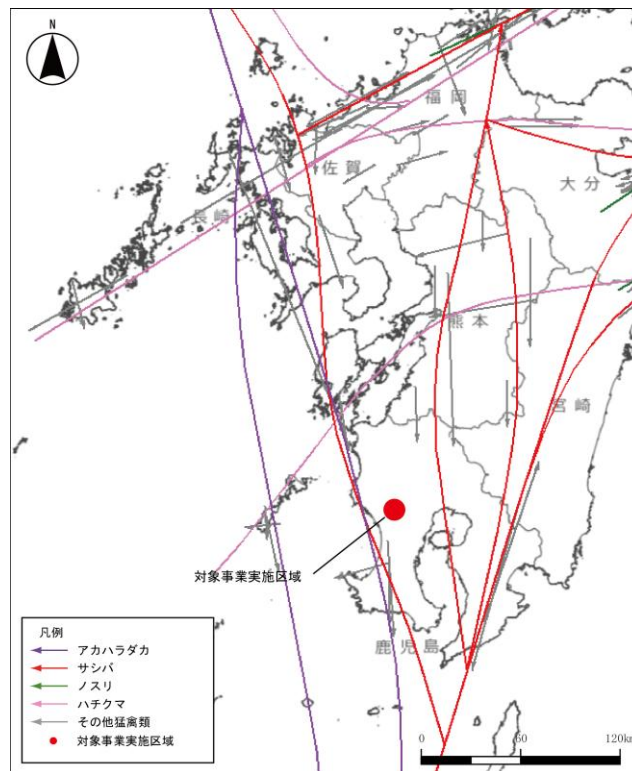 N
福岡
佐賀
大分
長崎
熊本
宮崎
対象事業実施区域
鹿児島
凡例
アカハラダカ
サシバ
ノスリ
ハチクマ
その他猛禽類
対象事業実施区域
0 60 120km